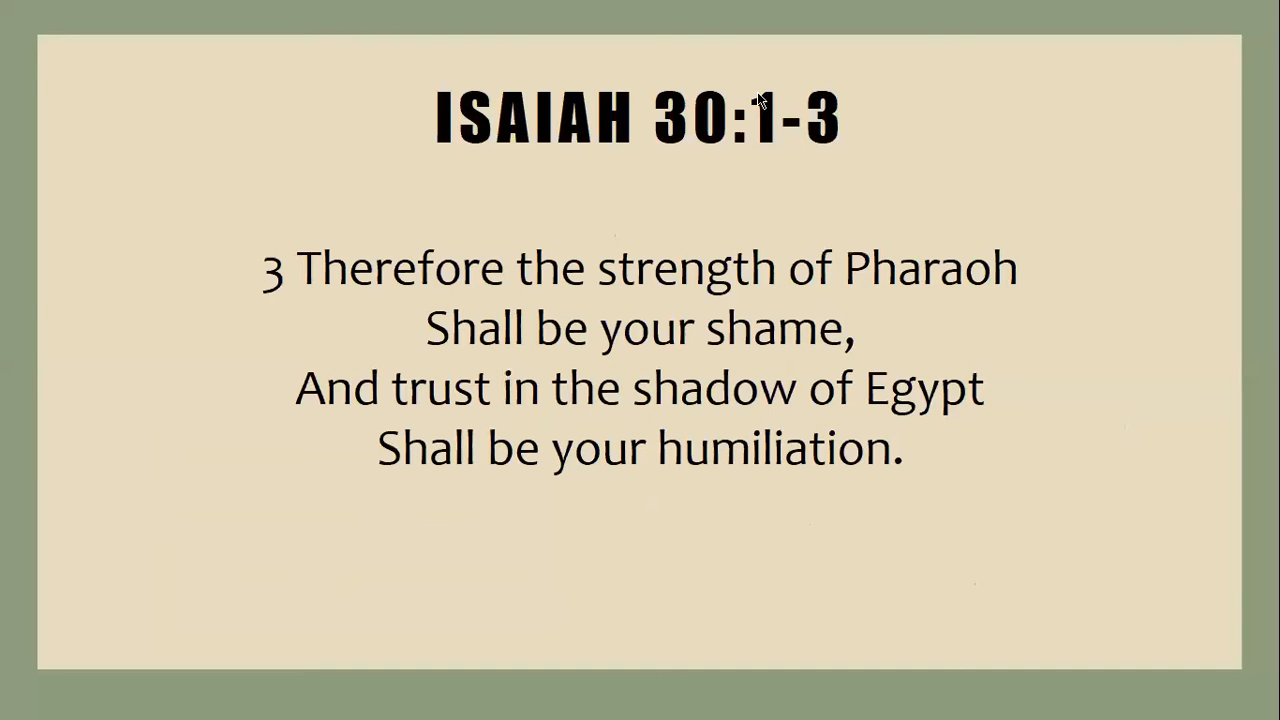 ISAIAH 30:1-3
3 Therefore the strength of Pharaoh
Shall be your shame,
And trust in the shadow of Egypt
Shall be your humiliation.